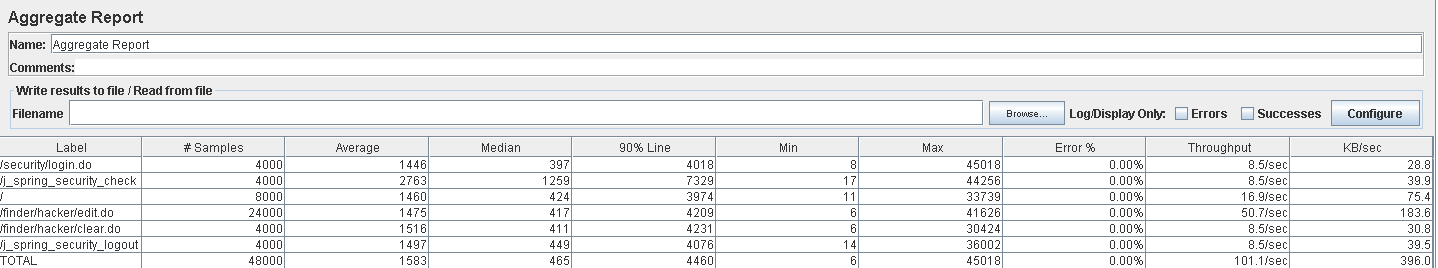 Aggregate Report
Name: Aggregate Report
Comments:
Write results to file / Read from file
Filename Browse... Log/Display Only: Errors Successes Configure
Label # Samples Average Median 90% Line Min Max Error % Throughput KB/sec
/security/login.do 4000 1446 397 4018 8 45018 0.00% 8.5/sec 28.8
/j_spring_security_check 4000 2763 1259 7329 17 44256 0.00% 8.5/sec 39.9
/ 8000 1460 424 3974 11 33739 0.00% 16.9/sec 75.4
/finder/hacker/edit.do 24000 1475 417 4209 6 41626 0.00% 50.7/sec 183.6
/finder/hacker/clear.do 4000 1516 411 4231 6 30424 0.00% 8.5/sec 30.8
/j_spring_security_logout 4000 1497 449 4076 14 36002 0.00% 8.5/sec 39.5
TOTAL 48000 1583 465 4460 6 45018 0.00% 101.1/sec 396.0